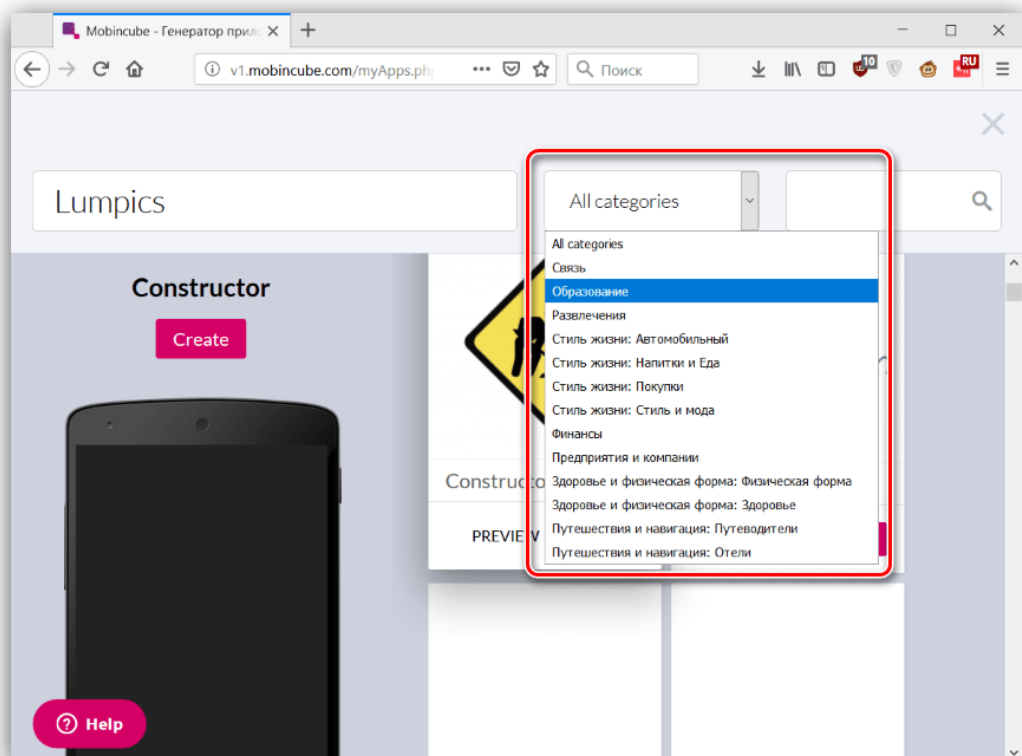 Mobincube - Генератор прило
v1.mobincube.com/myApps.ph
Поиск
10
RU
Lumpics
All categories
All categories
Связь
Образование
Развлечения
Стиль жизни: Автомобильный
Стиль жизни: Напитки и Еда
Стиль жизни: Покупки
Стиль жизни: Стиль и мода
Финансы
Предприятия и компании
Здоровье и физическая форма: Физическая форма
Здоровье и физическая форма: Здоровье
Путешествия и навигация: Путеводители
Путешествия и навигация: Отели
Constructor
Create
Constructo
PREVIEW
Help